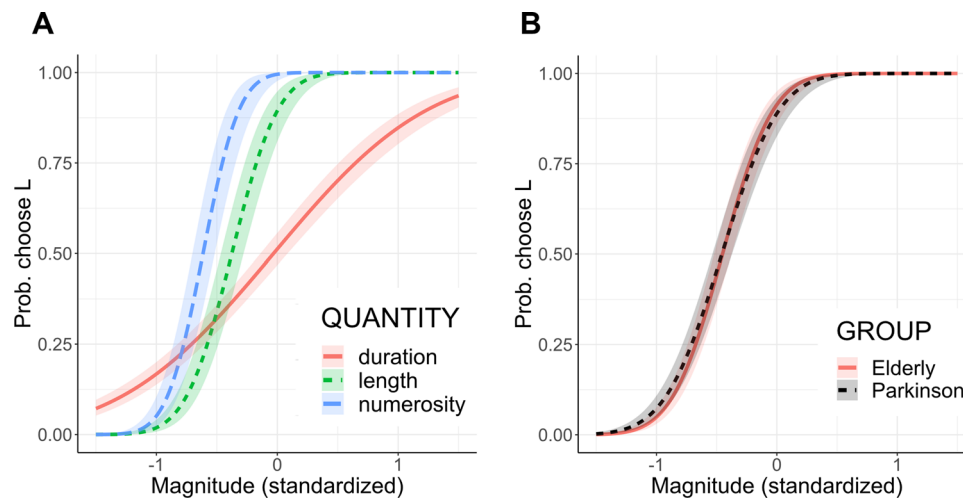 A
Prob. choose L
1.00
0.75
0.50
0.25
0.00
-1
0
1
Magnitude (standardized)
QUANTITY
duration
length
numerosity
B
Prob. choose L
1.00
0.75
0.50
0.25
0.00
-1
0
1
Magnitude (standardized)
GROUP
Elderly
Parkinson